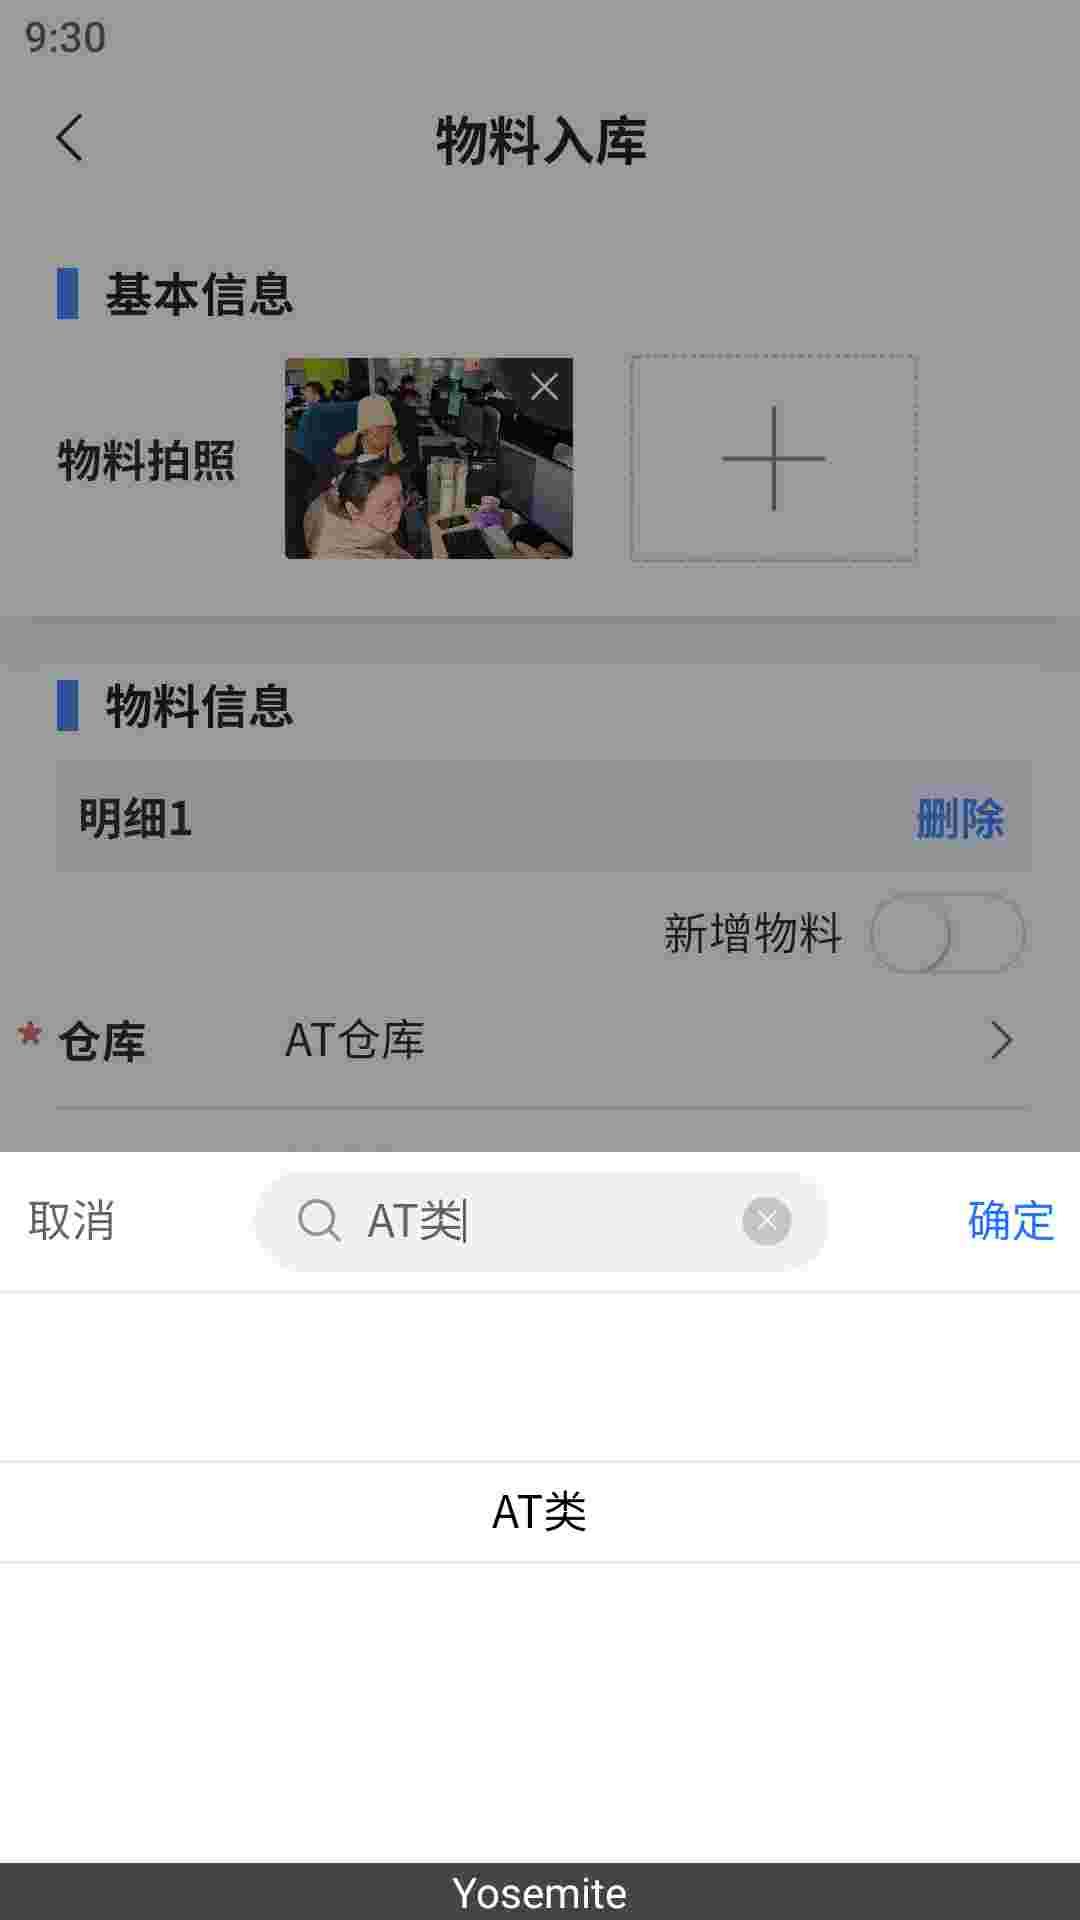 9:30
物料入库
基本信息
物料拍照
物料信息
明细1 删除
新增物料
* 仓库 AT仓库
取消 AT类 确定
AT类
Yosemite